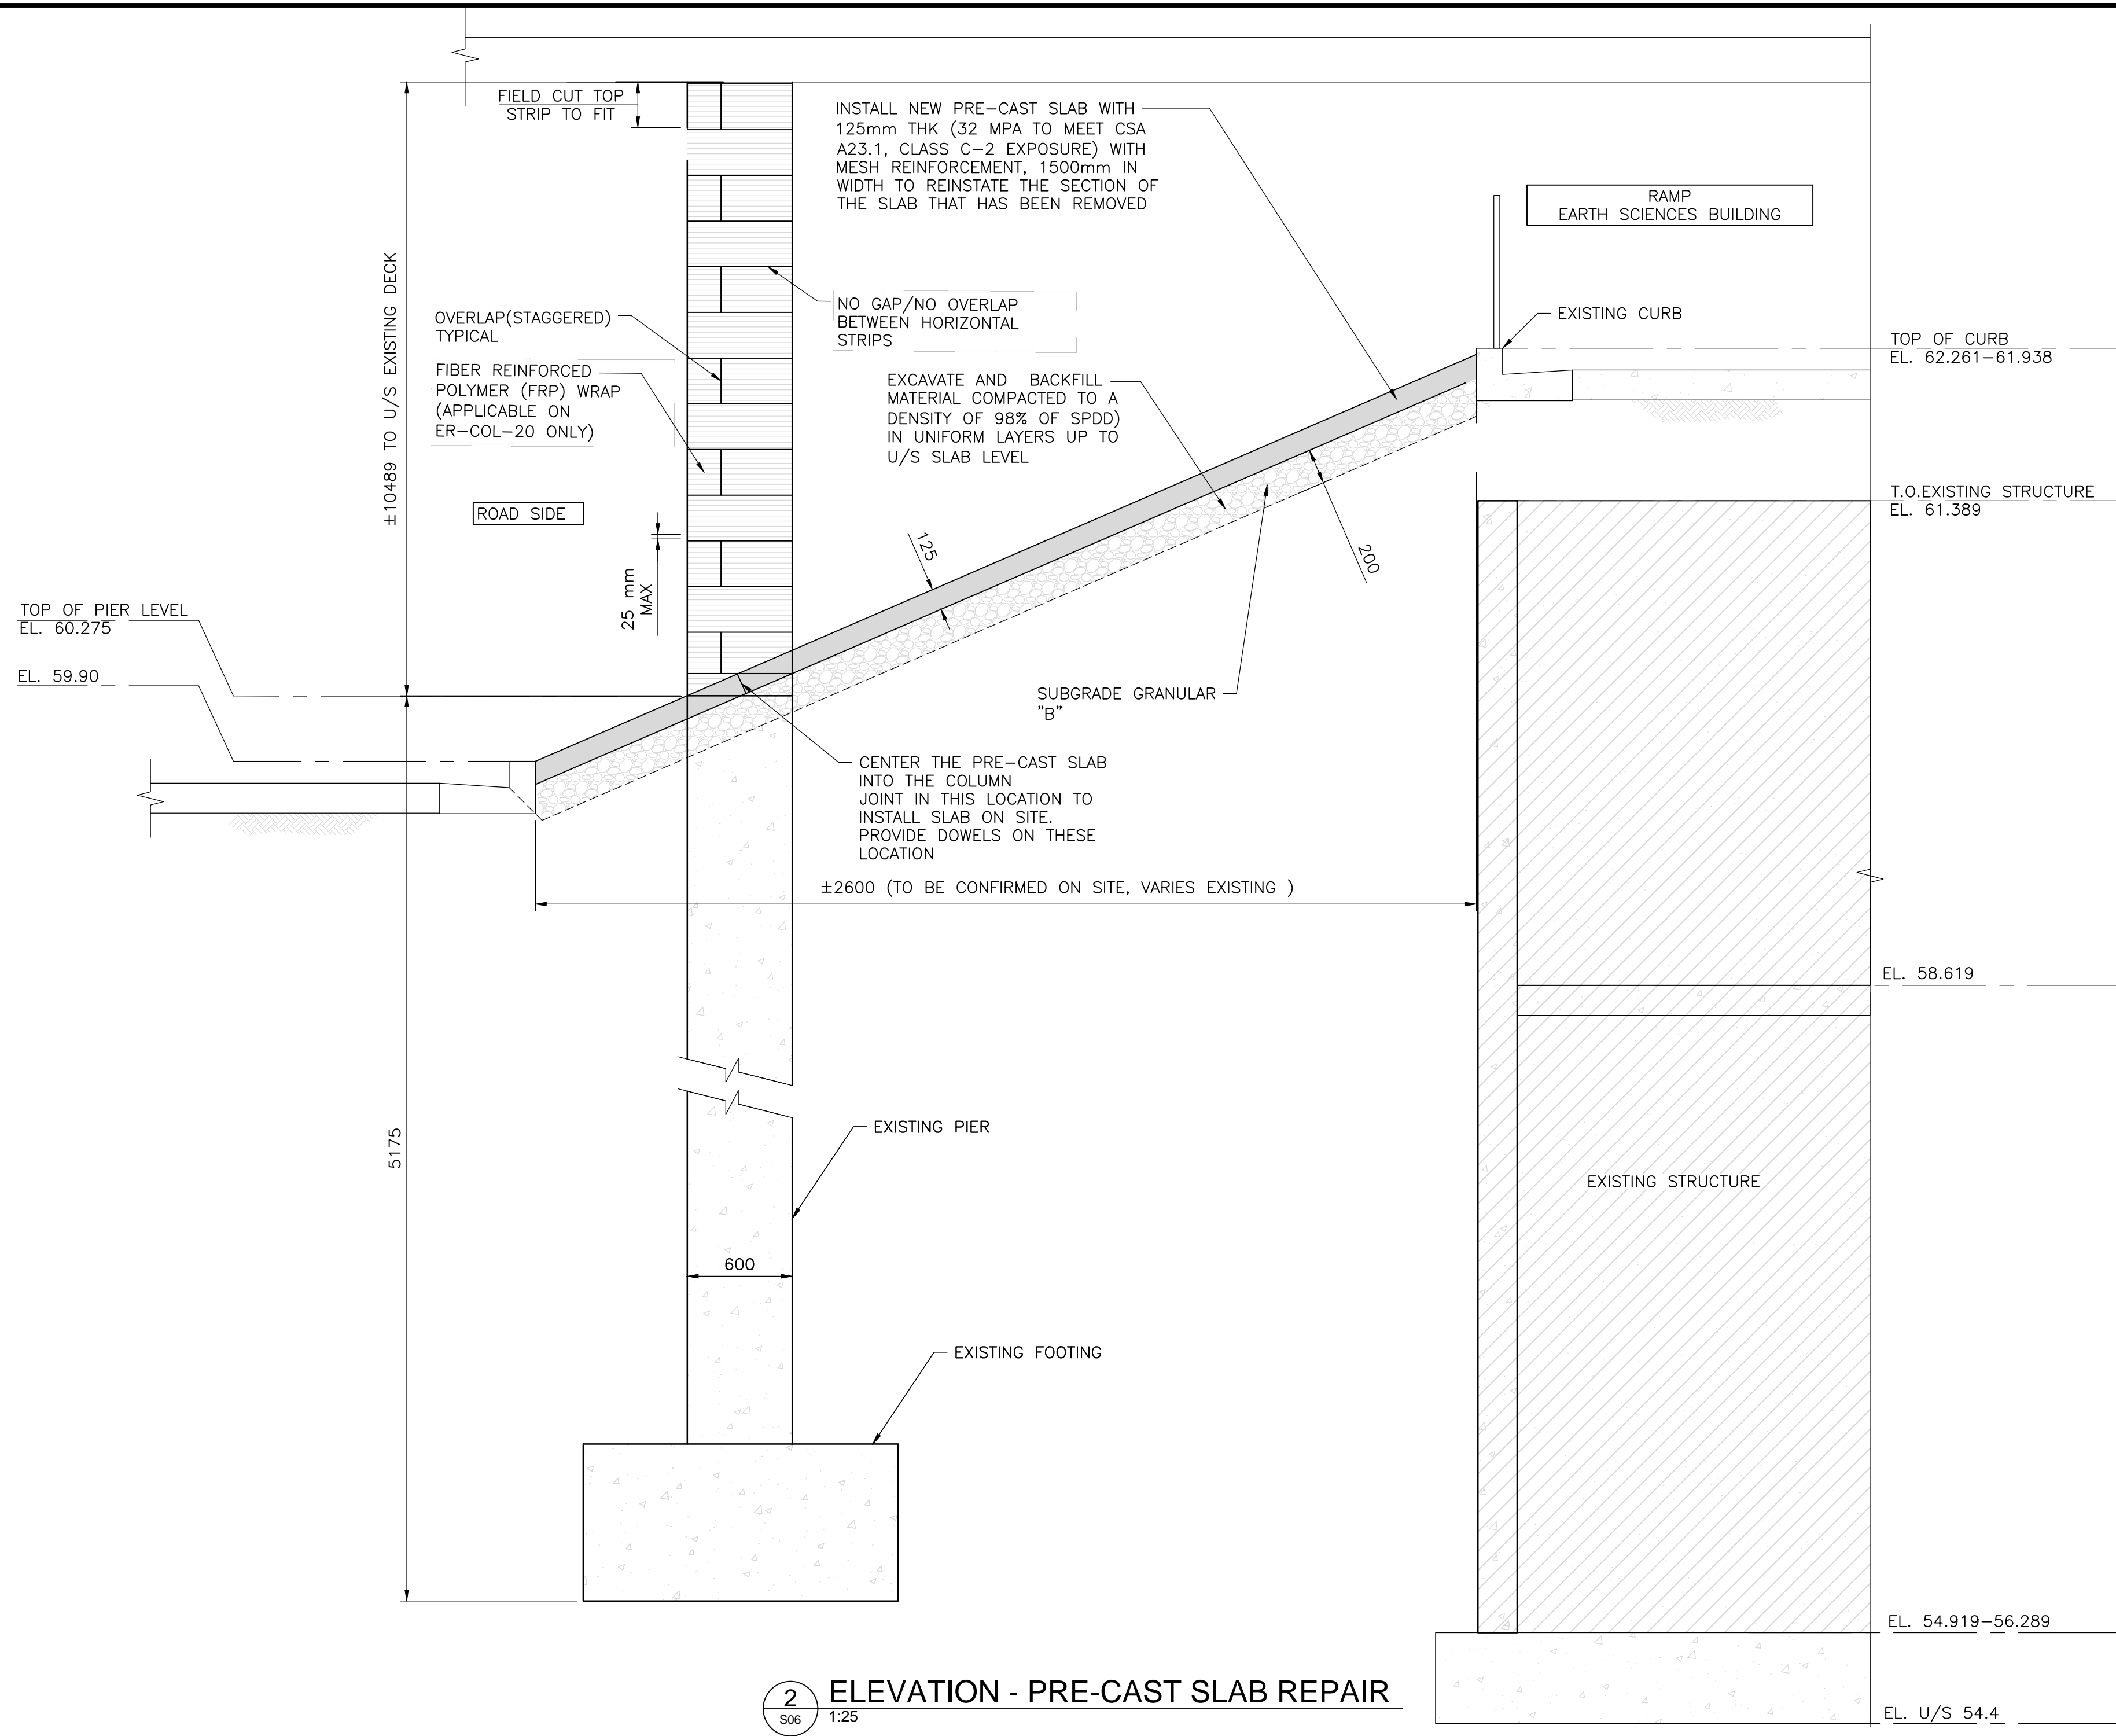 FIELD CUT TOP
STRIP TO FIT
INSTALL NEW PRE-CAST SLAB WITH
125mm THK (32 MPA TO MEET CSA
A23.1, CLASS C-2 EXPOSURE) WITH
MESH REINFORCEMENT, 1500mm IN
WIDTH TO REINSTATE THE SECTION OF
THE SLAB THAT HAS BEEN REMOVED
RAMP
EARTH SCIENCES BUILDING
±10489 TO U/S EXISTING DECK
OVERLAP(STAGGERED)
TYPICAL
NO GAP/NO OVERLAP
BETWEEN HORIZONTAL
STRIPS
EXISTING CURB
TOP OF CURB
EL. 62.261-61.938
FIBER REINFORCED
POLYMER (FRP) WRAP
(APPLICABLE ON
ER-COL-20 ONLY)
EXCAVATE AND BACKFILL
MATERIAL COMPACTED TO A
DENSITY OF 98% OF SPDD)
IN UNIFORM LAYERS UP TO
U/S SLAB LEVEL
ROAD SIDE
T.O.EXISTING STRUCTURE
EL. 61.389
125
200
25 mm
MAX
TOP OF PIER LEVEL
EL. 60.275
EL. 59.90
SUBGRADE GRANULAR
"B"
CENTER THE PRE-CAST SLAB
INTO THE COLUMN
JOINT IN THIS LOCATION TO
INSTALL SLAB ON SITE.
PROVIDE DOWELS ON THESE
LOCATION
±2600 (TO BE CONFIRMED ON SITE, VARIES EXISTING )
EL. 58.619
5175
EXISTING PIER
EXISTING STRUCTURE
600
EXISTING FOOTING
EL. 54.919-56.289
2
S06
ELEVATION - PRE-CAST SLAB REPAIR
1:25
EL. U/S 54.4